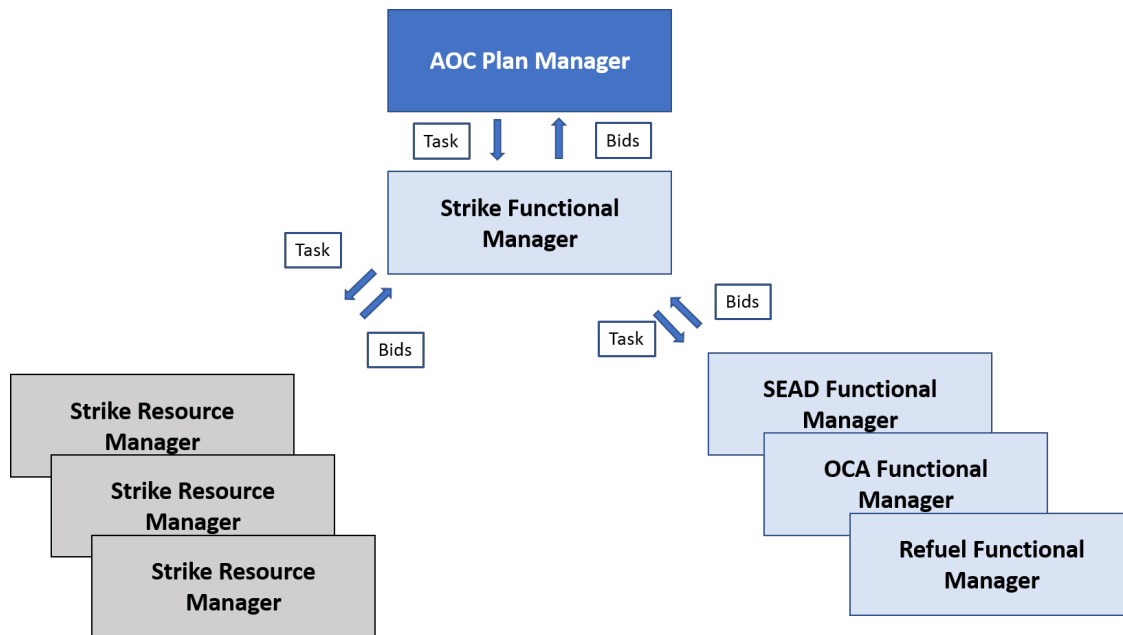 AOC Plan Manager
Task
Bids
Strike Functional
Manager
Task
Bids
Bids
Task
Strike Resource
Manager
Strike Resource
Manager
Strike Resource
Manager
SEAD Functional
Manager
OCA Functional
Manager
Refuel Functional
Manager